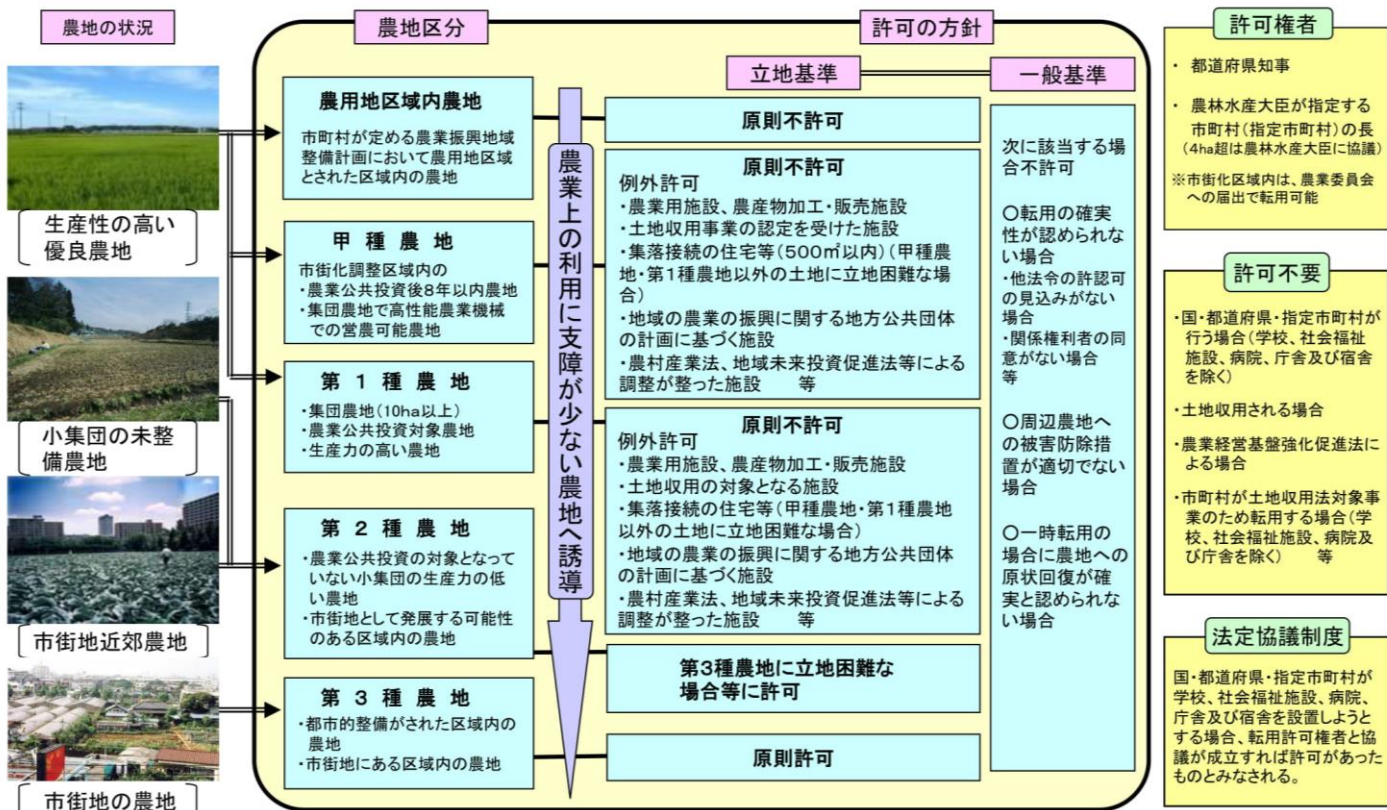 農地の状況
生産性の高い
優良農地
小集団の未整
備農地
市街地近郊農地
市街地の農地
農地区分
許可の方針
立地基準
一般基準
農用地区域内農地
市町村が定める農業振興地域
整備計画において農用地区域
とされた区域内の農地
甲種農地
市街化調整区域内の
・農業公共投資後8年以内農地
・集団農地で高性能農業機械
での営農可能農地
第1種農地
・集団農地(10ha以上)
・農業公共投資対象農地
・生産力の高い農地
第2種農地
・農業公共投資の対象となって
いない小集団の生産力の低
い農地
・市街地として発展する可能性
のある区域内の農地
第3種農地
・都市的整備がされた区域内の
農地
・市街地にある区域内の農地
農業上の利用に支障が少ない農地へ誘導
原則不許可
原則不許可
例外許可
・農業用施設、農産物加工・販売施設
・土地収用事業の認定を受けた施設
・集落接続の住宅等(500㎡以内)(甲種農
地・第1種農地以外の土地に立地困難な場
合)
・地域の農業の振興に関する地方公共団体
の計画に基づく施設
・農村産業法、地域未来投資促進法等による
調整が整った施設 等
原則不許可
例外許可
・農業用施設、農産物加工・販売施設
・土地収用の対象となる施設
・集落接続の住宅等(甲種農地・第1種農地
以外の土地に立地困難な場合)
・地域の農業の振興に関する地方公共団体
の計画に基づく施設
・農村産業法、地域未来投資促進法等による
調整が整った施設 等
第3種農地に立地困難な
場合等に許可
原則許可
次に該当する場
合不許可
○転用の確実
性が認められな
い場合
・他法令の許認可
の見込みがない
場合
・関係権利者の同
意がない場合
等
○周辺農地へ
の被害防除措
置が適切でない
場合
○一時転用の
場合に農地への
原状回復が確
実と認められな
い場合
許可権者
・ 都道府県知事
・ 農林水産大臣が指定する
市町村(指定市町村)の長
(4ha超は農林水産大臣に協議)
※市街化区域内は、農業委員会
への届出で転用可能
許可不要
・国・都道府県・指定市町村が
行う場合(学校、社会福祉
施設、病院、庁舎及び宿舎
を除く)
・土地収用される場合
・農業経営基盤強化促進法に
よる場合
・市町村が土地収用法対象事
業のため転用する場合(学
校、社会福祉施設、病院及
び庁舎を除く) 等
法定協議制度
国・都道府県・指定市町村が
学校、社会福祉施設、病院、
庁舎及び宿舎を設置しようと
する場合、転用許可権者と協
議が成立すれば許可があった
ものとみなされる。